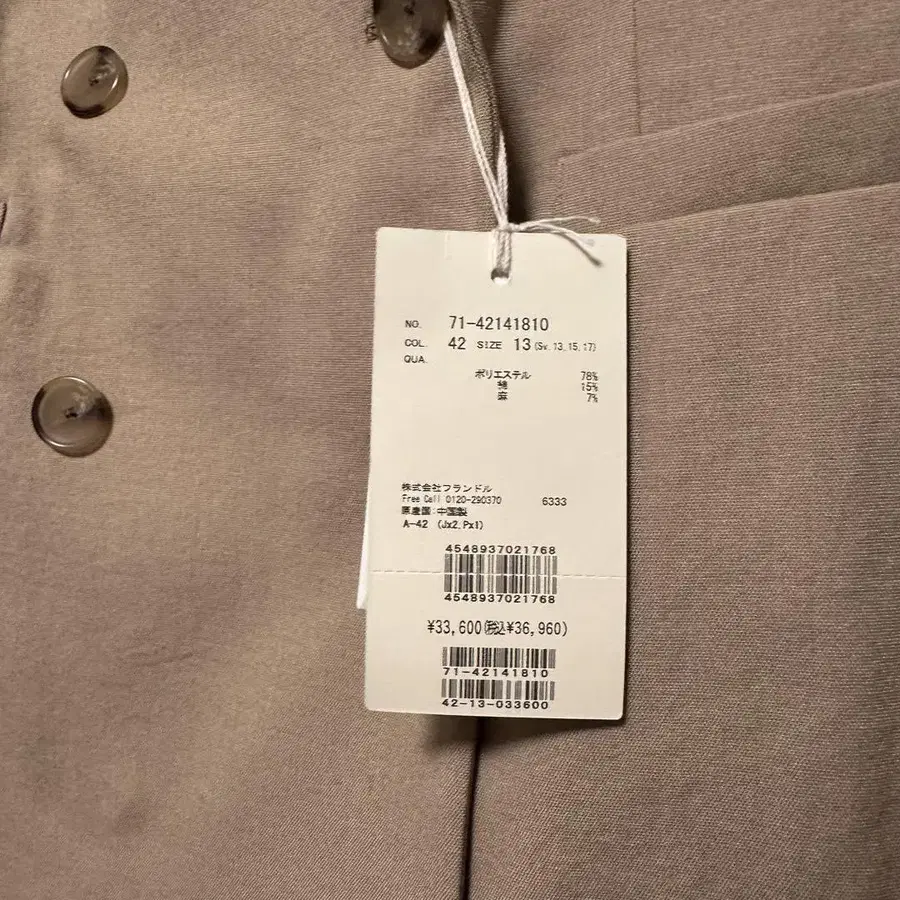 NO. 71-42141810
COL. 42 SIZE 13(Sv.13.15.17)
QUA.
ポリエステル 78%
綿 15%
麻 7%
株式会社フランドル
Free Call 0120-290370 6333
原産国:中国製
A-42 (Jx2.Px1)
4548937021768
4548937021768
¥33,600(税込¥36,960)
71-42141810
42-13-033600